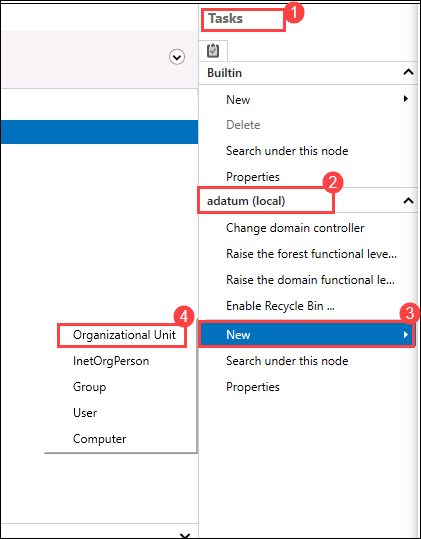 Tasks
1
Builtin
New
Delete
Search under this node
Properties
2
adatum (local)
Change domain controller
Raise the forest functional leve...
Raise the domain functional le...
Enable Recycle Bin ...
3
New
Search under this node
Properties
4
Organizational Unit
InetOrgPerson
Group
User
Computer